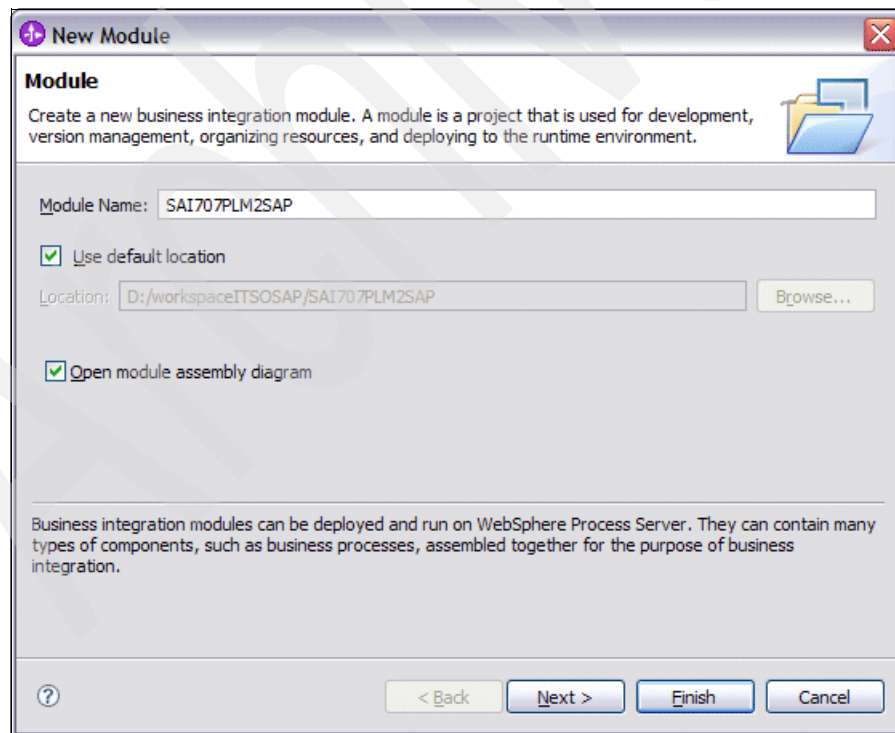 New Module
Module
Create a new business integration module. A module is a project that is used for development,
version management, organizing resources, and deploying to the runtime environment.
Module Name: SAI707PLM2SAP
Use default location
Location: D:/workspaceITSOSAP/SAI707PLM2SAP Browse...
Open module assembly diagram
Business integration modules can be deployed and run on WebSphere Process Server. They can contain many
types of components, such as business processes, assembled together for the purpose of business
integration.
? < Back Next > Finish Cancel